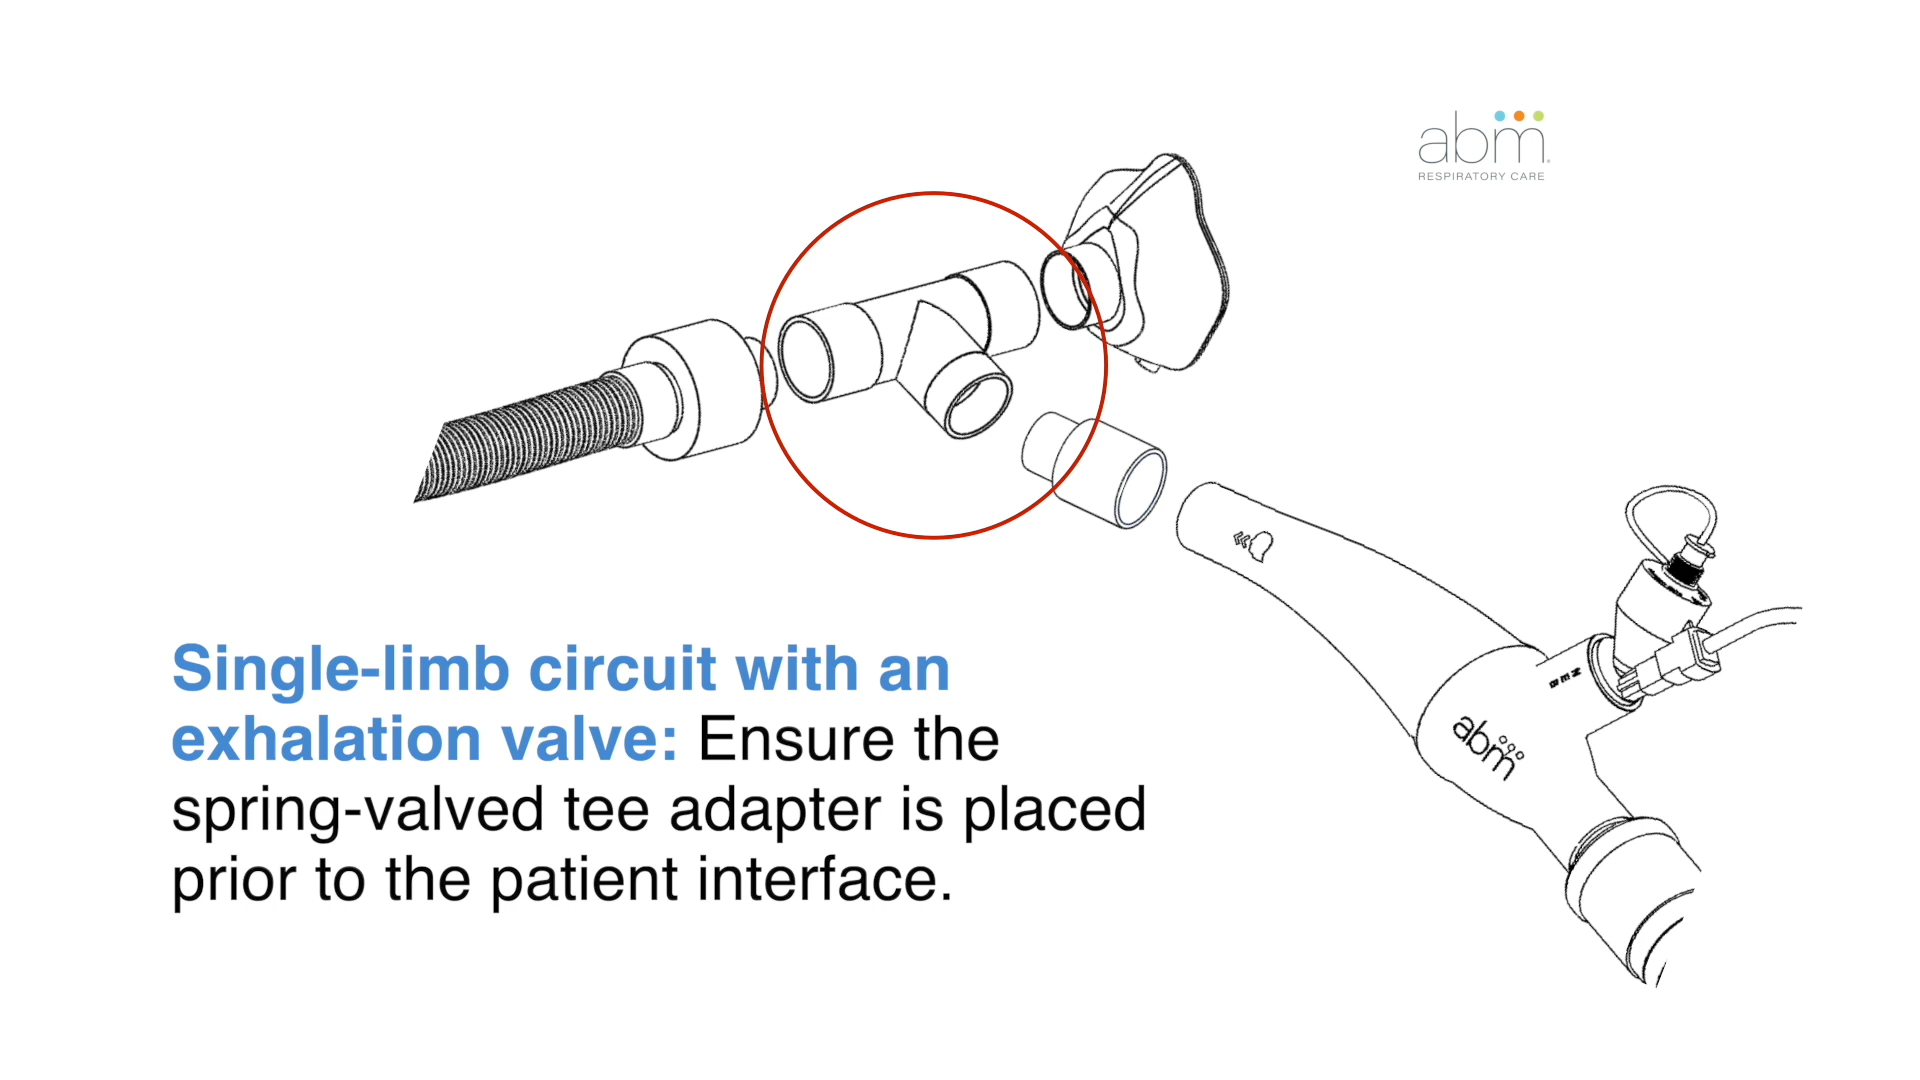 abm
RESPIRATORY CARE
NEB
abm
Single-limb circuit with an
exhalation valve: Ensure the
spring-valved tee adapter is placed
prior to the patient interface.